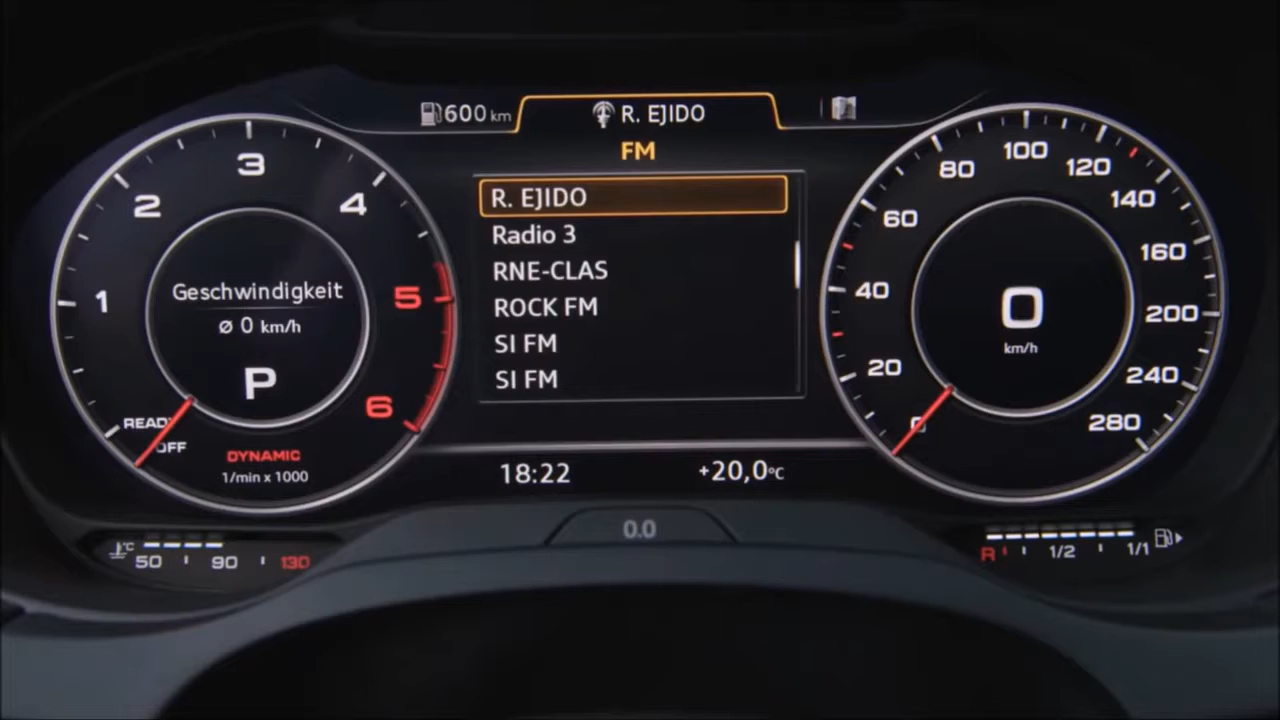 600 km
R. EJIDO
FM
R. EJIDO
Radio 3
RNE-CLAS
ROCK FM
SI FM
SI FM
18:22
+20,0°C
1
2
3
4
5
6
Geschwindigkeit
Ø 0 km/h
P
READY
OFF
DYNAMIC
1/min x 1000
0
20
40
60
80
100
120
140
160
200
240
280
0
km/h
0.0
°C
50 90 130
R 1/2 1/1